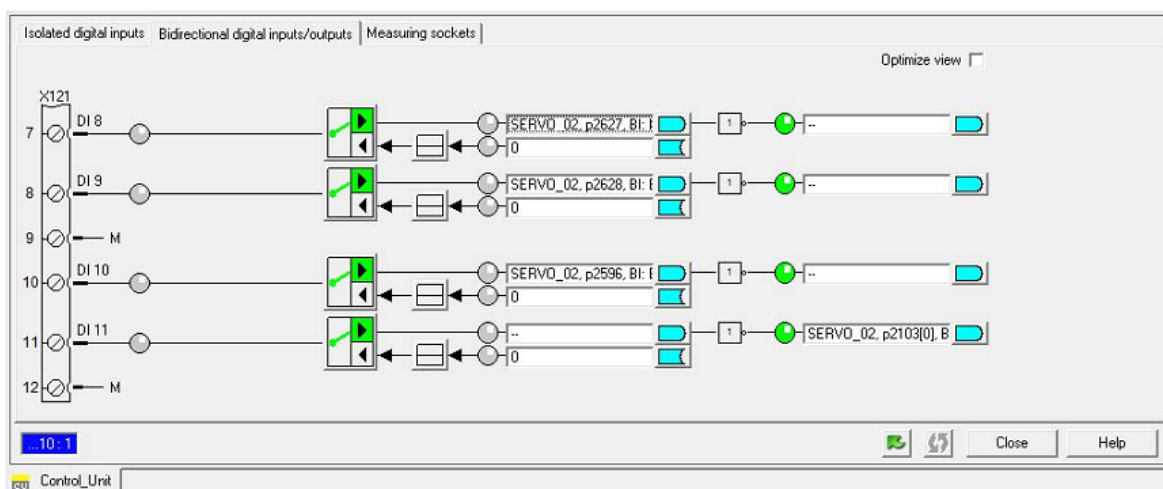 Isolated digital inputs Bidirectional digital inputs/outputs Measuring sockets
Optimize view
X121
DI 8
7 SERVO_02, p2627, BI: 1 --
0
DI 9
8 SERVO_02, p2628, BI: 1 --
0
9 M
DI 10
10 SERVO_02, p2596, BI: 1 --
0
DI 11
11 -- 1 SERVO_02, p2103[0], B
0
12 M
...10 : 1 Close Help
Control_Unit